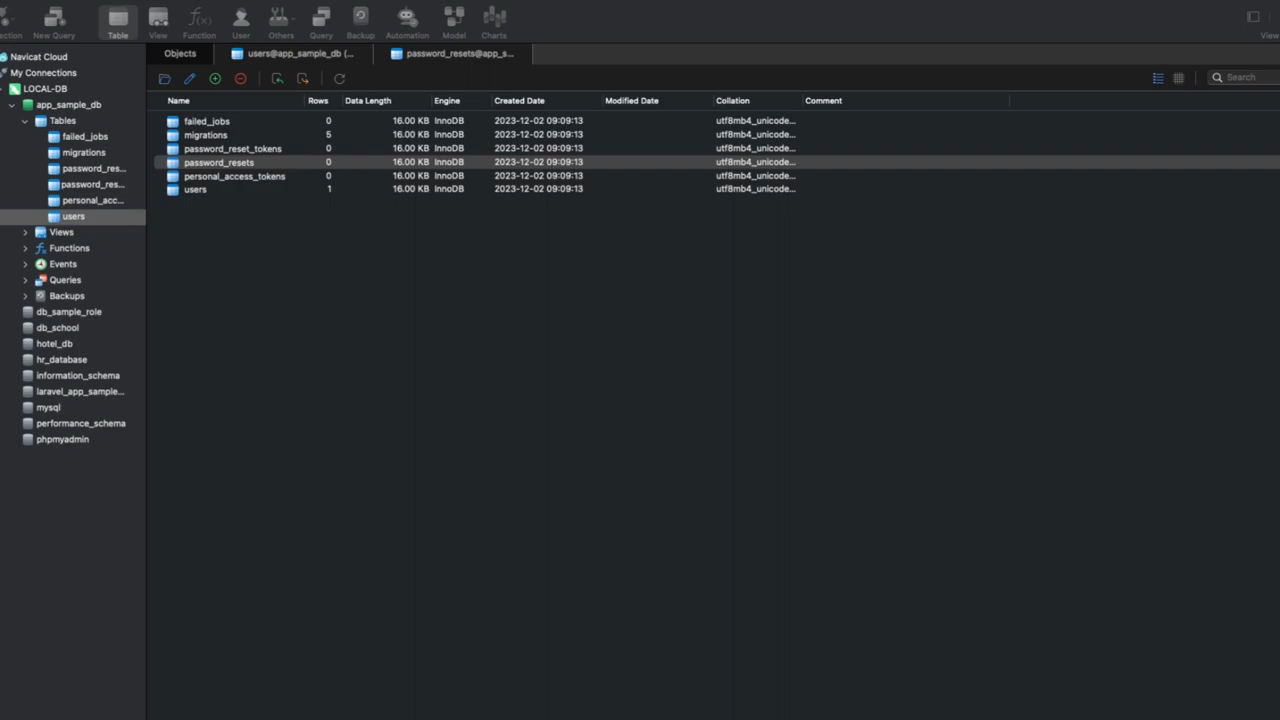 ection New Query Table View Function User Others Query Backup Automation Model Charts View
Navicat Cloud
My Connections
LOCAL-DB
app_sample_db
Tables
failed_jobs
migrations
password_res...
password_res...
personal_acc...
users
Views
Functions
Events
Queries
Backups
db_sample_role
db_school
hotel_db
hr_database
information_schema
laravel_app_sample...
mysql
performance_schema
phpmyadmin
Objects users@app_sample_db (... password_resets@app_s...
Search
Name Rows Data Length Engine Created Date Modified Date Collation Comment
failed_jobs 0 16.00 KB InnoDB 2023-12-02 09:09:13 utf8mb4_unicode...
migrations 5 16.00 KB InnoDB 2023-12-02 09:09:13 utf8mb4_unicode...
password_reset_tokens 0 16.00 KB InnoDB 2023-12-02 09:09:13 utf8mb4_unicode...
password_resets 0 16.00 KB InnoDB 2023-12-02 09:09:13 utf8mb4_unicode...
personal_access_tokens 0 16.00 KB InnoDB 2023-12-02 09:09:13 utf8mb4_unicode...
users 1 16.00 KB InnoDB 2023-12-02 09:09:13 utf8mb4_unicode...